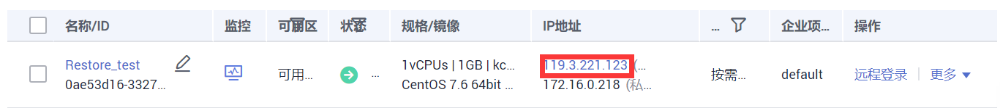 名称/ID 监控 可用区 状态 规格/镜像 IP地址 ... 企业项... 操作
Restore_test 1vCPUs | 1GB | kc... 119.3.221.123 (...
可用... ... 按需... default 远程登录 更多
0ae53d16-3327... CentOS 7.6 64bit ... 172.16.0.218 (私...